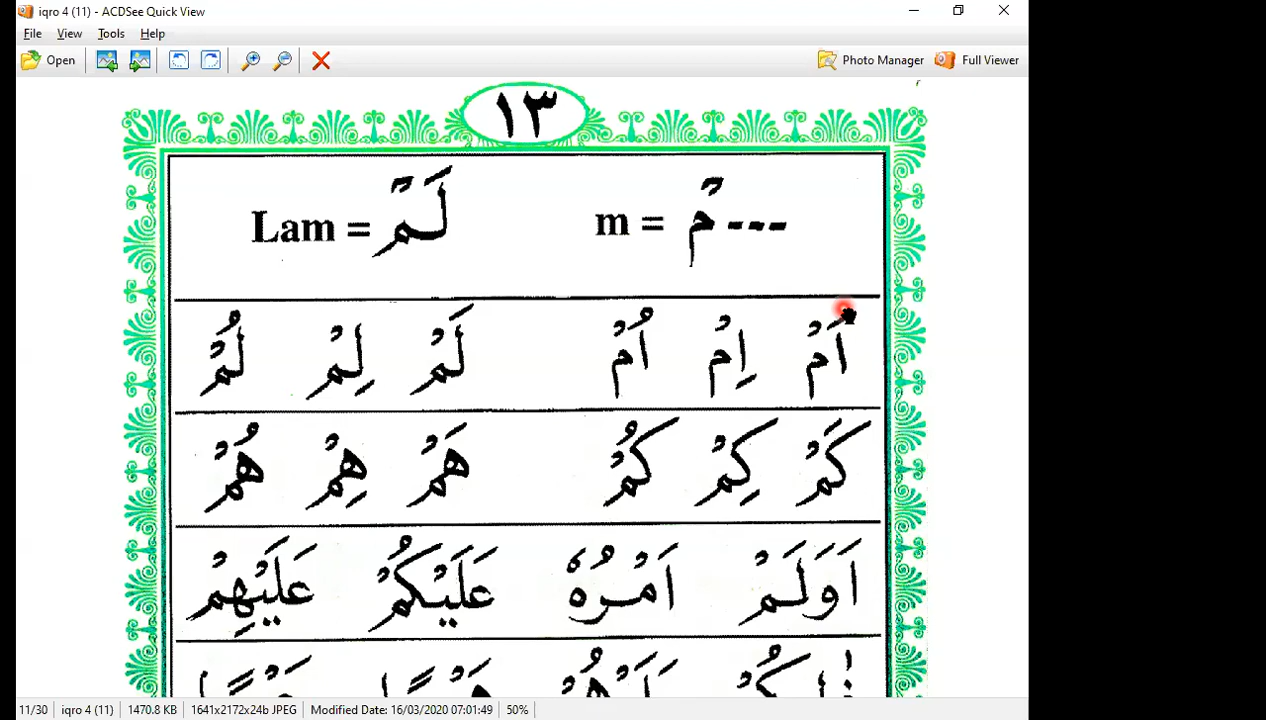 iqro 4 (11) - ACDSee Quick View
File View Tools Help
Open Photo Manager Full Viewer
١٣
m = مْ --- Lam = لَمْ
اَمْ اِمْ اُمْ لَمْ لِمْ لُمْ
كَمْ كِمْ كُمْ هَمْ هِمْ هُمْ
اَوَلَمْ اَمْرُهٗ عَلَيْكُمْ عَلَيْهِمْ
11/30 iqro 4 (11) 1470.8 KB 1641x2172x24b JPEG Modified Date: 16/03/2020 07:01:49 50%